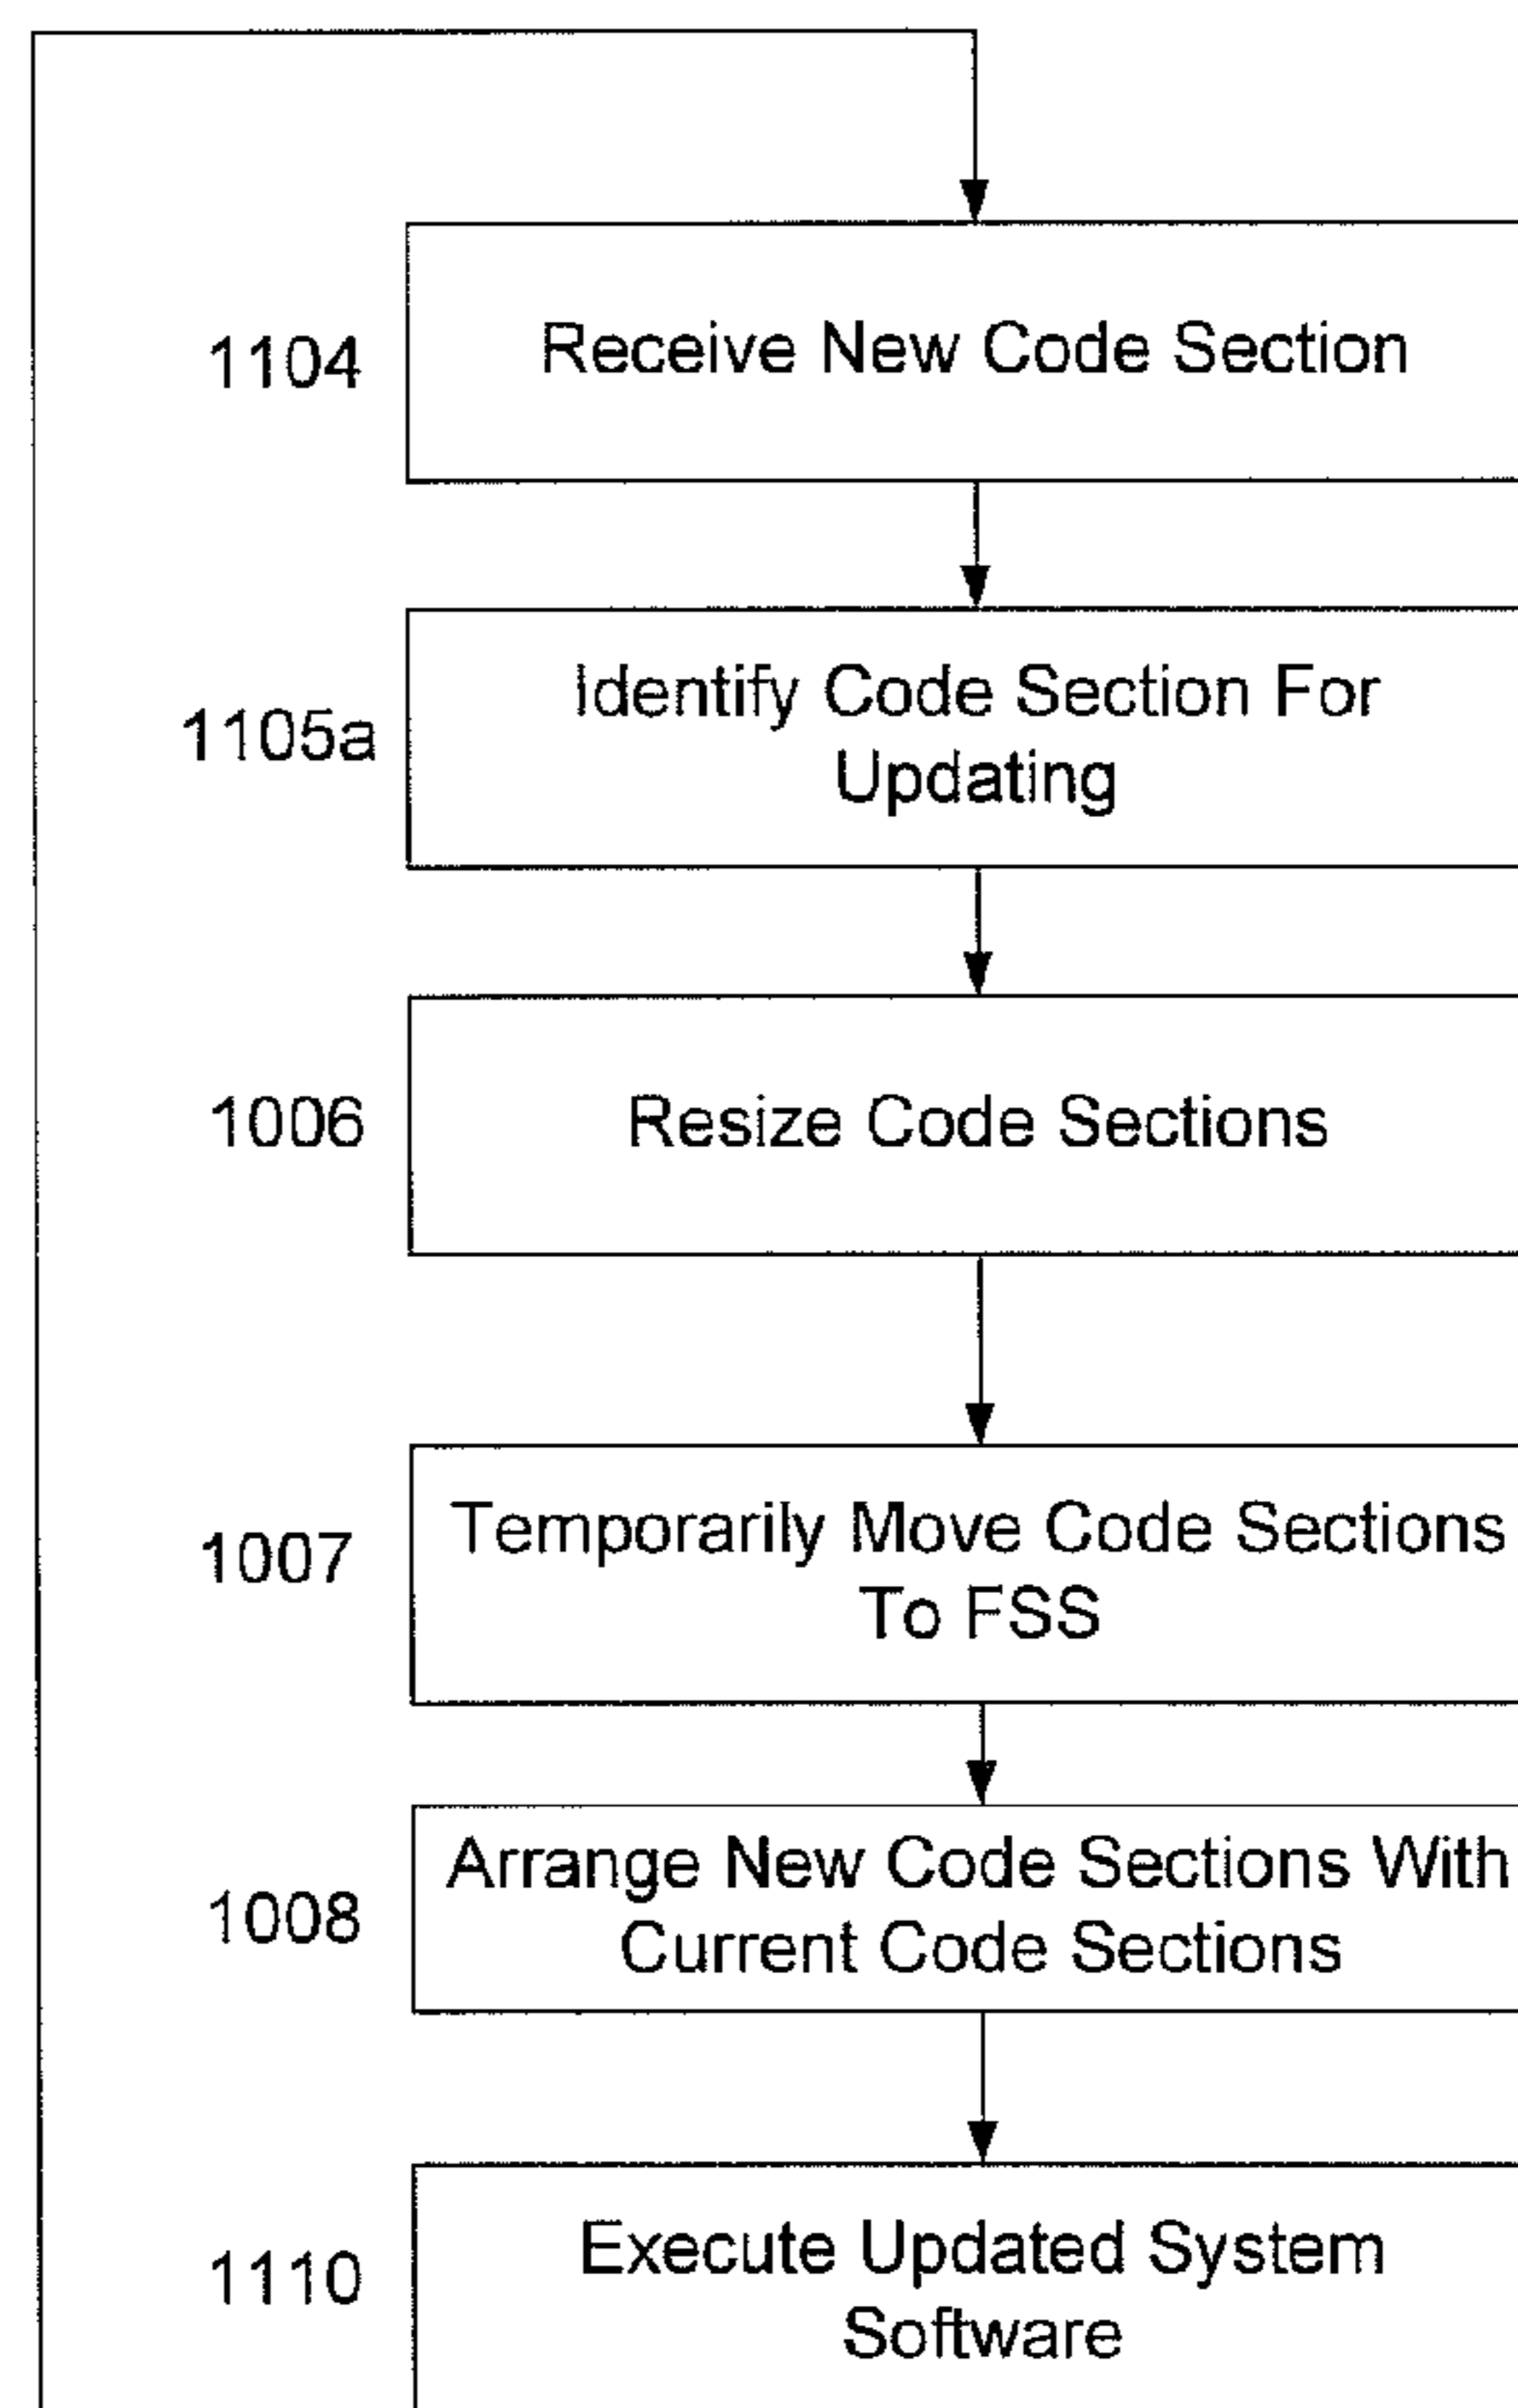 1104
Receive New Code Section
1105a
Identify Code Section For
Updating
1006
Resize Code Sections
1007
Temporarily Move Code Sections
To FSS
1008
Arrange New Code Sections With
Current Code Sections
1110
Execute Updated System
Software